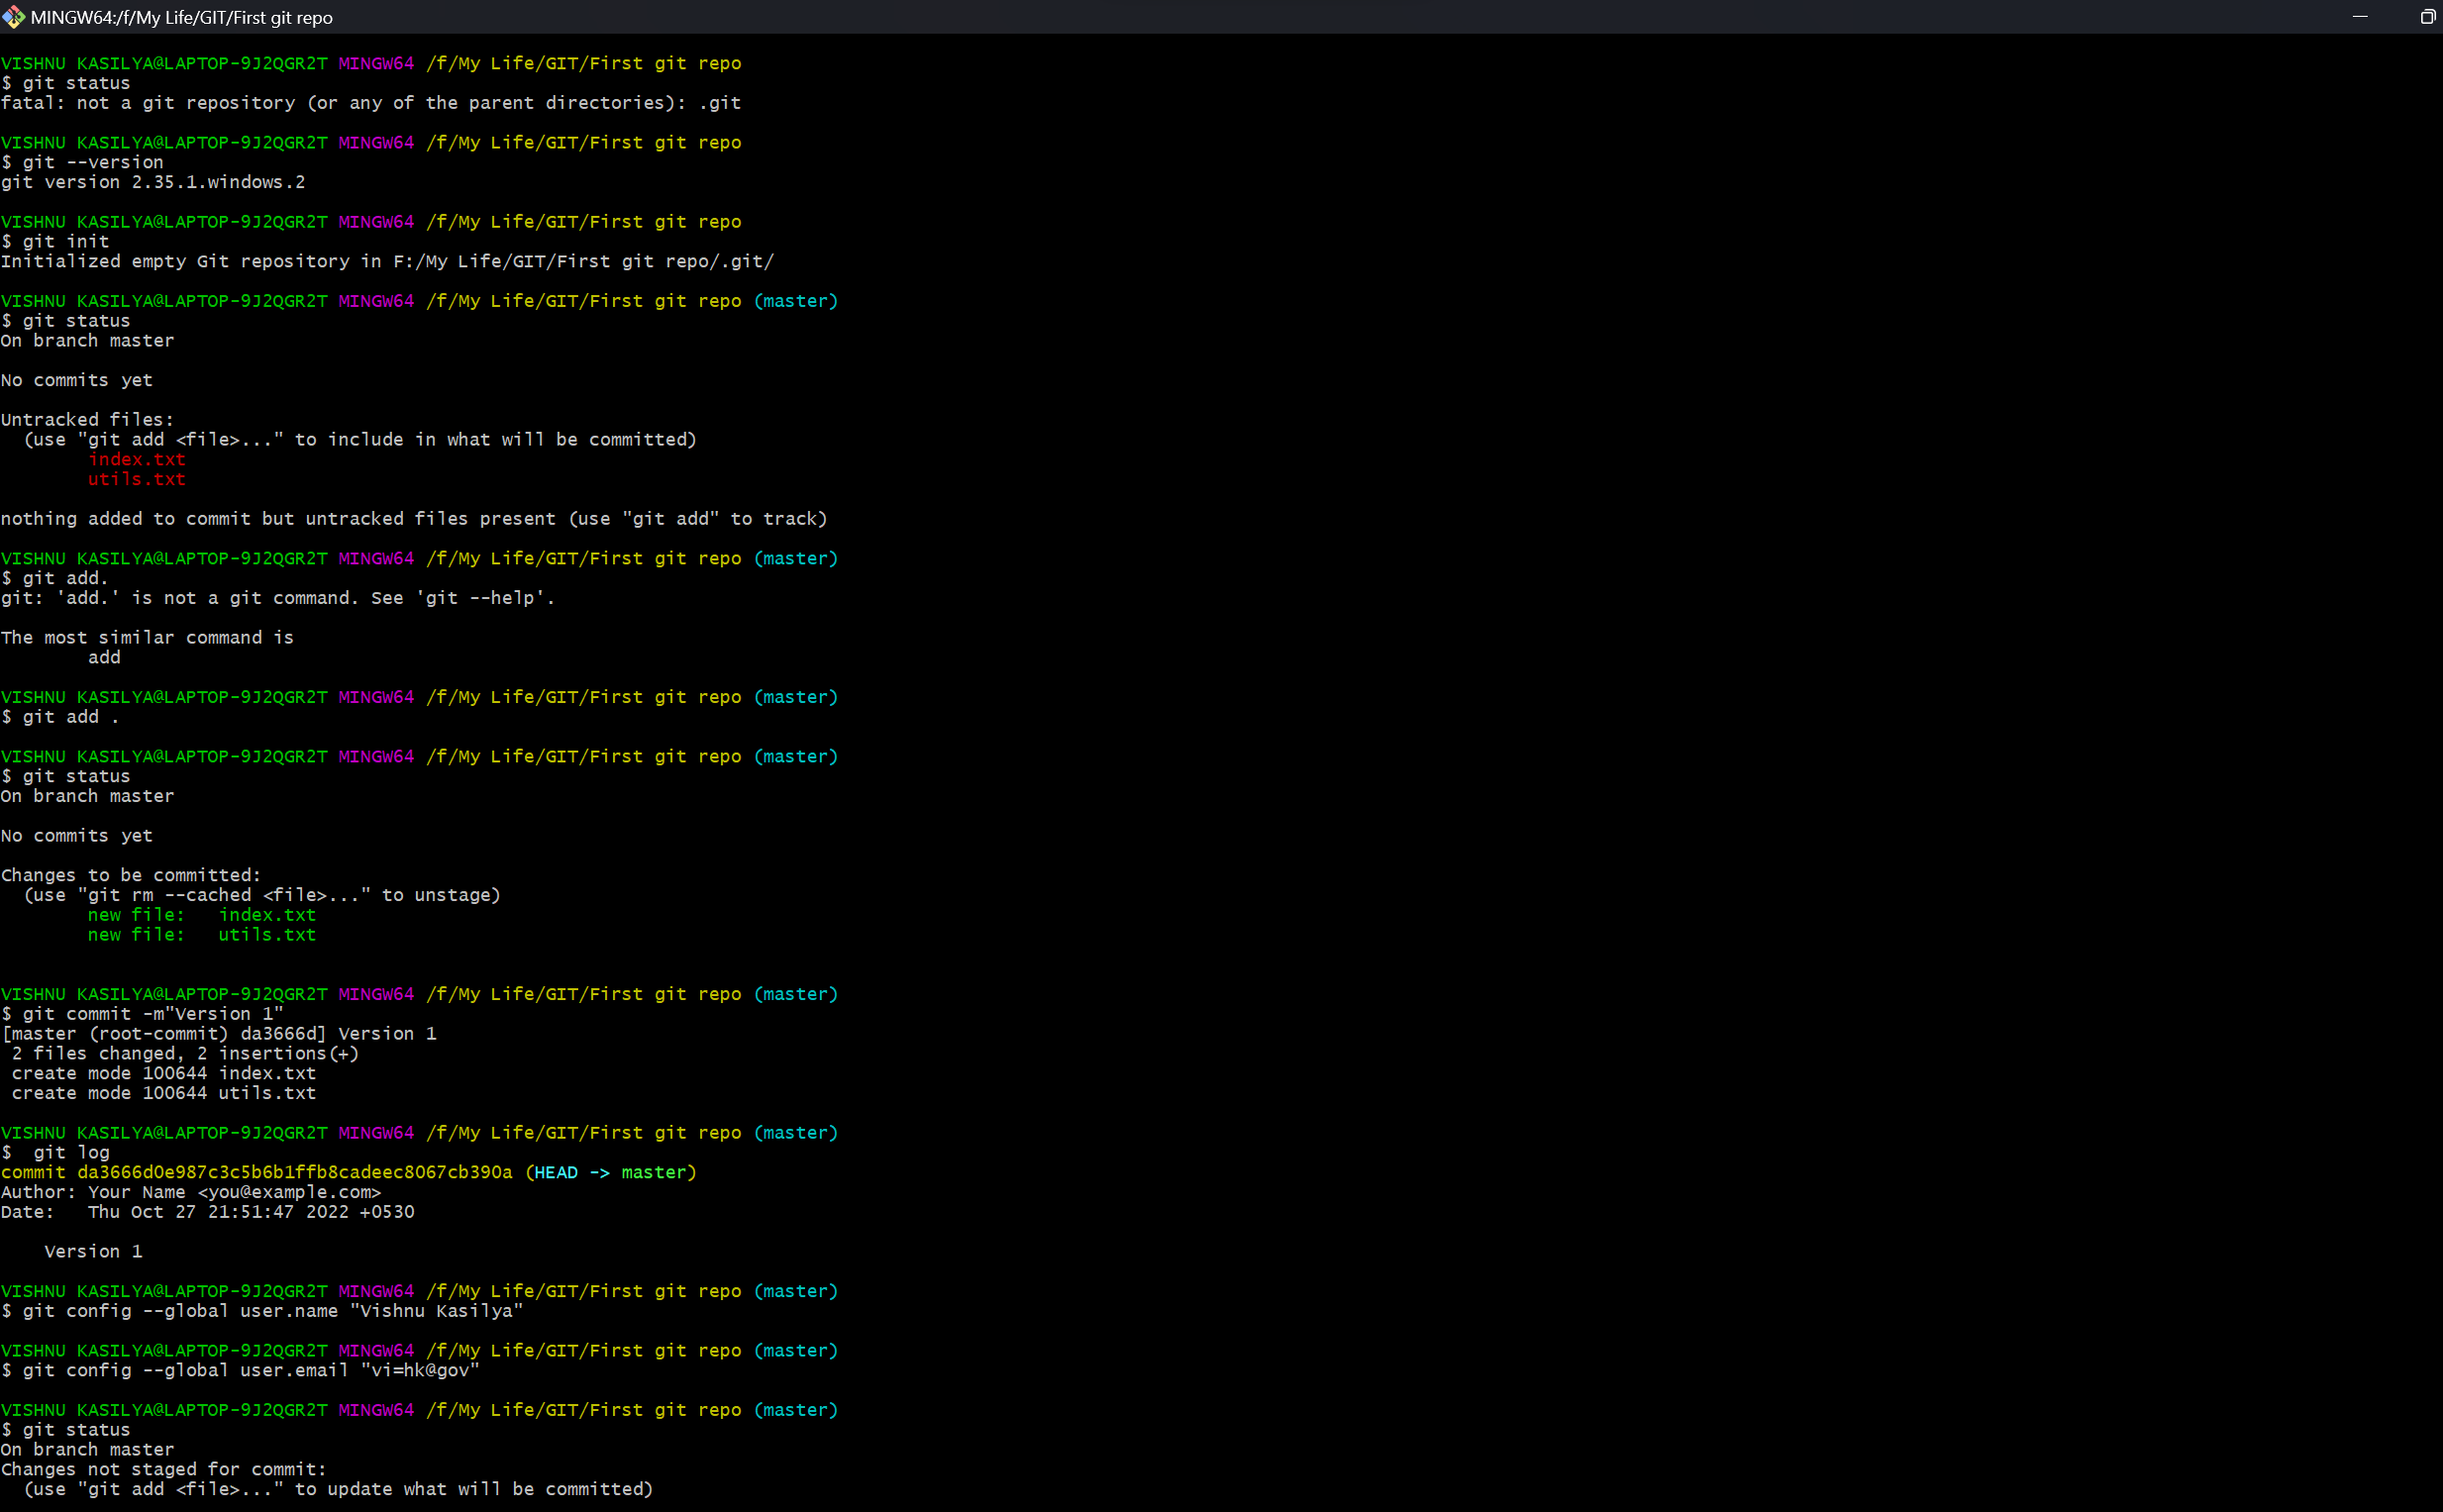 MINGW64:/f/My Life/GIT/First git repo
VISHNU KASILYA@LAPTOP-9J2QGR2T MINGW64 /f/My Life/GIT/First git repo
$ git status
fatal: not a git repository (or any of the parent directories): .git
VISHNU KASILYA@LAPTOP-9J2QGR2T MINGW64 /f/My Life/GIT/First git repo
$ git --version
git version 2.35.1.windows.2
VISHNU KASILYA@LAPTOP-9J2QGR2T MINGW64 /f/My Life/GIT/First git repo
$ git init
Initialized empty Git repository in F:/My Life/GIT/First git repo/.git/
VISHNU KASILYA@LAPTOP-9J2QGR2T MINGW64 /f/My Life/GIT/First git repo (master)
$ git status
On branch master
No commits yet
Untracked files:
  (use "git add <file>..." to include in what will be committed)
        index.txt
        utils.txt
nothing added to commit but untracked files present (use "git add" to track)
VISHNU KASILYA@LAPTOP-9J2QGR2T MINGW64 /f/My Life/GIT/First git repo (master)
$ git add.
git: 'add.' is not a git command. See 'git --help'.
The most similar command is
        add
VISHNU KASILYA@LAPTOP-9J2QGR2T MINGW64 /f/My Life/GIT/First git repo (master)
$ git add .
VISHNU KASILYA@LAPTOP-9J2QGR2T MINGW64 /f/My Life/GIT/First git repo (master)
$ git status
On branch master
No commits yet
Changes to be committed:
  (use "git rm --cached <file>..." to unstage)
        new file:   index.txt
        new file:   utils.txt
VISHNU KASILYA@LAPTOP-9J2QGR2T MINGW64 /f/My Life/GIT/First git repo (master)
$ git commit -m"Version 1"
[master (root-commit) da3666d] Version 1
 2 files changed, 2 insertions(+)
 create mode 100644 index.txt
 create mode 100644 utils.txt
VISHNU KASILYA@LAPTOP-9J2QGR2T MINGW64 /f/My Life/GIT/First git repo (master)
$  git log
commit da3666d0e987c3c5b6b1ffb8cadeec8067cb390a (HEAD -> master)
Author: Your Name <you@example.com>
Date:   Thu Oct 27 21:51:47 2022 +0530
    Version 1
VISHNU KASILYA@LAPTOP-9J2QGR2T MINGW64 /f/My Life/GIT/First git repo (master)
$ git config --global user.name "Vishnu Kasilya"
VISHNU KASILYA@LAPTOP-9J2QGR2T MINGW64 /f/My Life/GIT/First git repo (master)
$ git config --global user.email "vi=hk@gov"
VISHNU KASILYA@LAPTOP-9J2QGR2T MINGW64 /f/My Life/GIT/First git repo (master)
$ git status
On branch master
Changes not staged for commit:
  (use "git add <file>..." to update what will be committed)